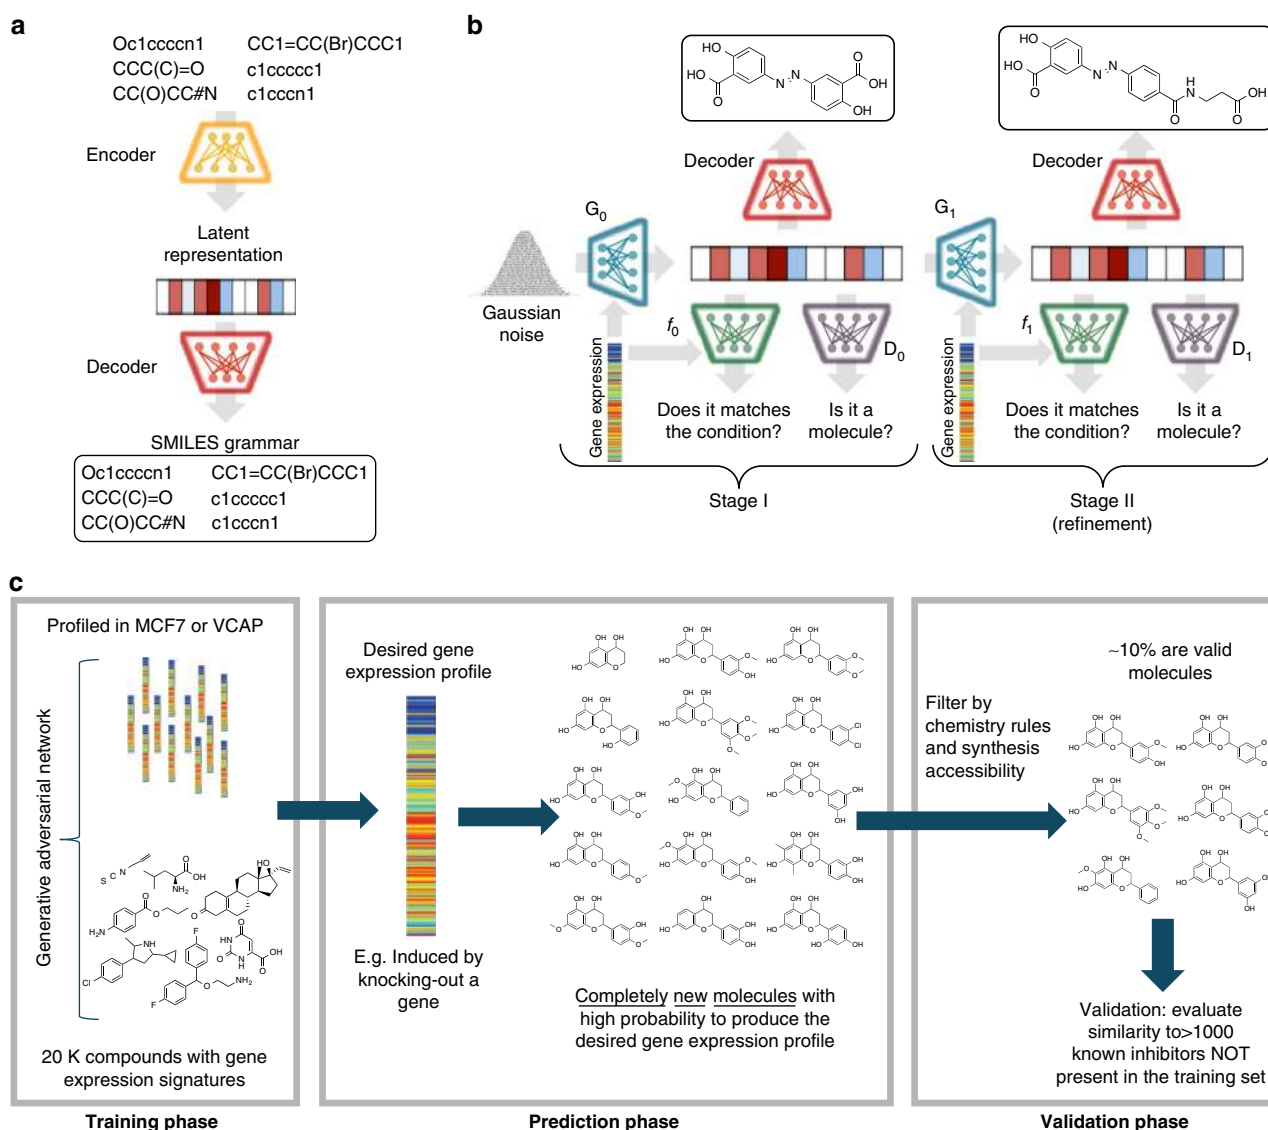 a
Oc1ccccn1 CC1=CC(Br)CCC1
CCC(C)=O c1ccccc1
CC(O)CC#N c1cccn1
Encoder
Latent
representation
Decoder
SMILES grammar
Oc1ccccn1 CC1=CC(Br)CCC1
CCC(C)=O c1ccccc1
CC(O)CC#N c1cccn1
b
Decoder
Decoder
G0
G1
Gaussian
noise
Gene expression
f0
D0
Gene expression
f1
D1
Does it matches
the condition?
Is it a
molecule?
Does it matches
the condition?
Is it a
molecule?
Stage I
Stage II
(refinement)
c
Profiled in MCF7 or VCAP
Generative adversarial network
20 K compounds with gene
expression signatures
Training phase
Desired gene
expression profile
E.g. Induced by
knocking-out a
gene
Completely new molecules with
high probability to produce the
desired gene expression profile
Prediction phase
Filter by
chemistry rules
and synthesis
accessibility
~10% are valid
molecules
Validation: evaluate
similarity to>1000
known inhibitors NOT
present in the training set
Validation phase